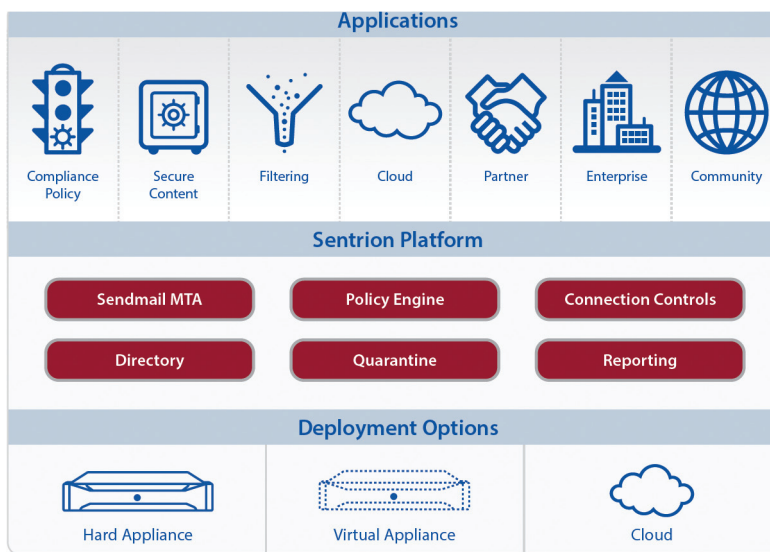 Applications
Compliance
Policy
Secure
Content
Filtering
Cloud
Partner
Enterprise
Community
Sentrion Platform
Sendmail MTA
Policy Engine
Connection Controls
Directory
Quarantine
Reporting
Deployment Options
Hard Appliance
Virtual Appliance
Cloud